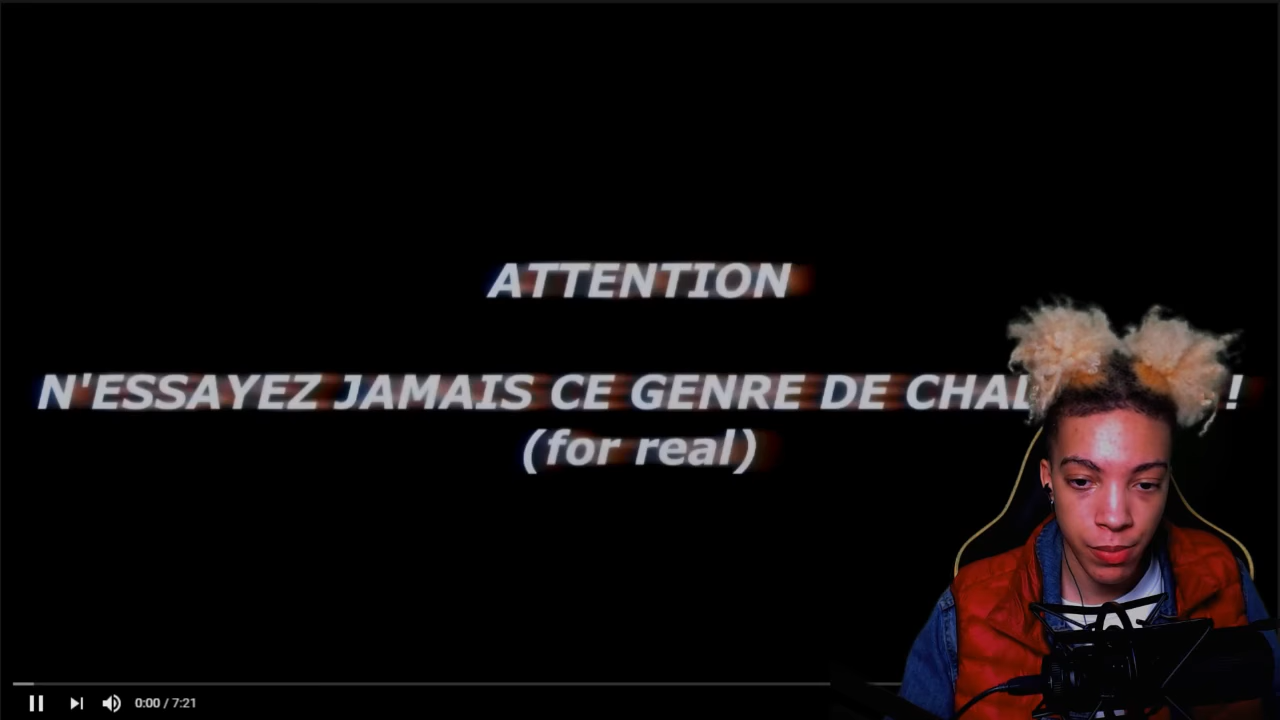 ATTENTION
N'ESSAYEZ JAMAIS CE GENRE DE !
(for real)
0:00 / 7:21